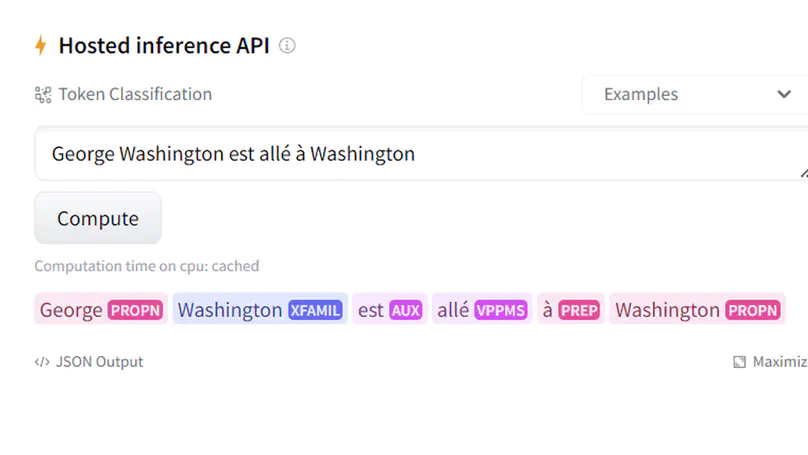 Hosted inference API
Token Classification Examples
George Washington est allé à Washington
Compute
Computation time on cpu: cached
George PROPN Washington XFAMIL est AUX allé VPPMS à PREP Washington PROPN
</> JSON Output Maximiz